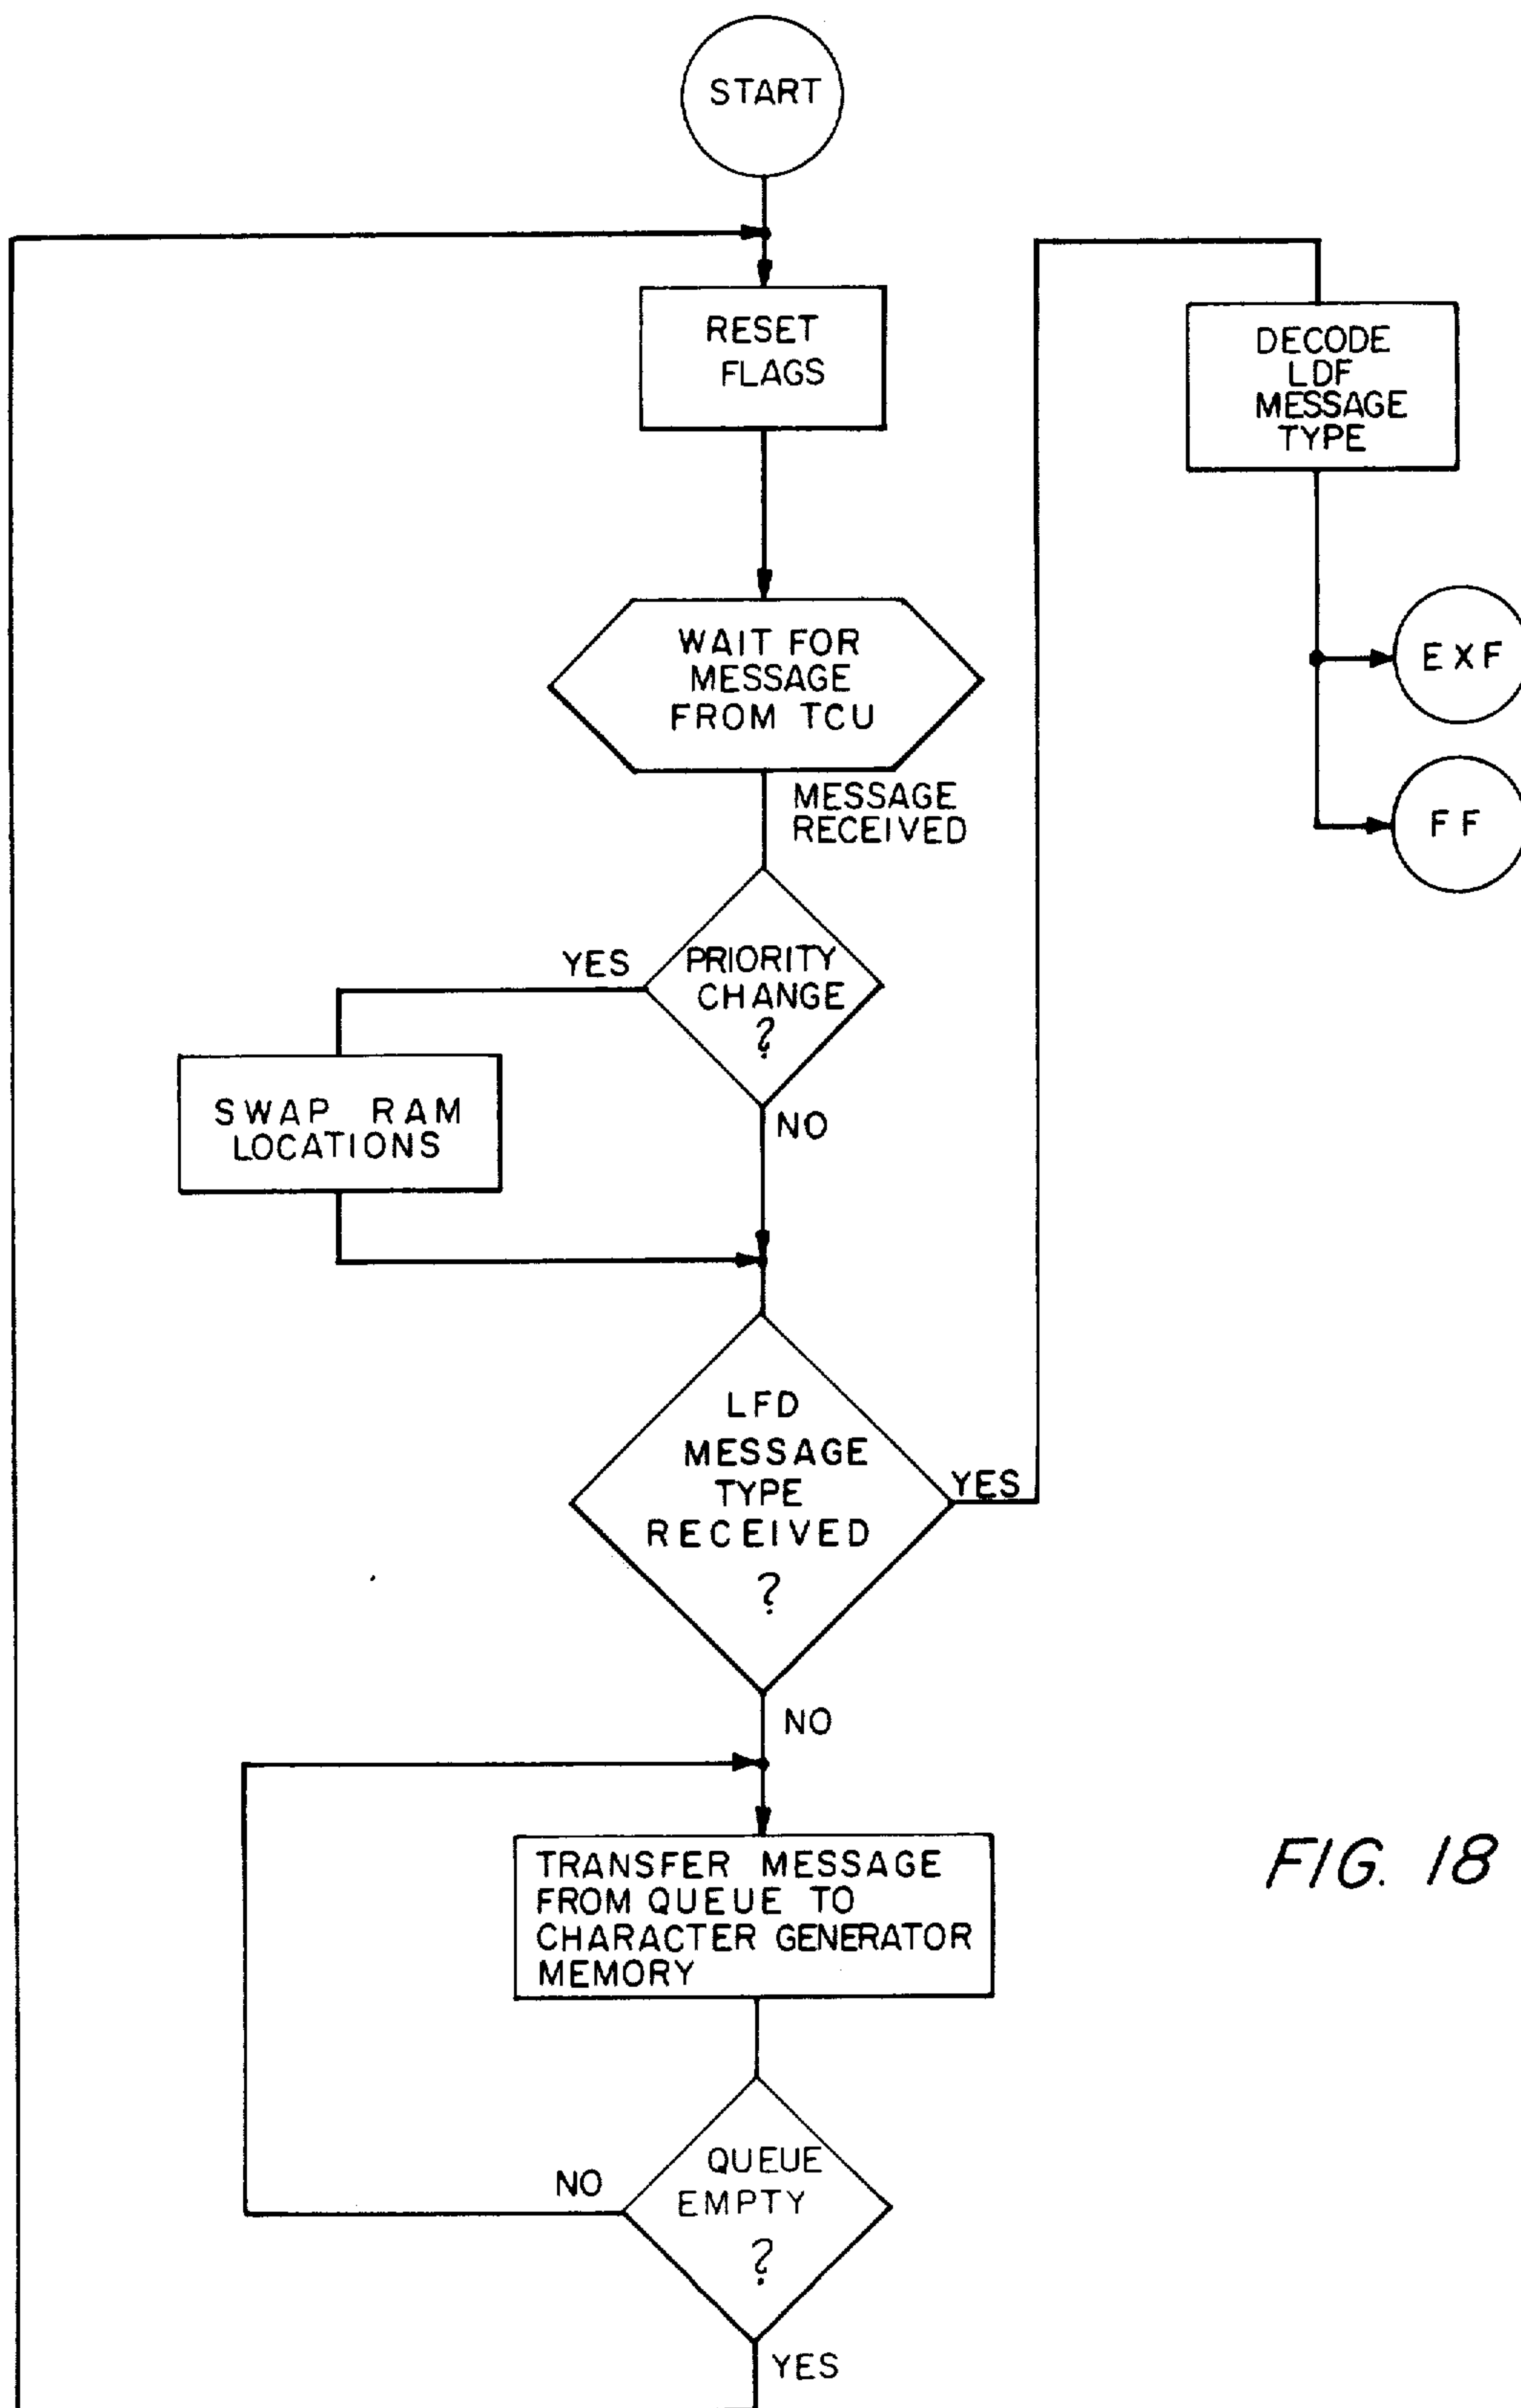 START
RESET
FLAGS
DECODE
LDF
MESSAGE
TYPE
WAIT FOR
MESSAGE
FROM TCU
EXF
FF
MESSAGE
RECEIVED
YES
PRIORITY
CHANGE
?
SWAP RAM
LOCATIONS
NO
LFD
MESSAGE
TYPE
RECEIVED
?
YES
NO
TRANSFER MESSAGE
FROM QUEUE TO
CHARACTER GENERATOR
MEMORY
FIG. 18
NO
QUEUE
EMPTY
?
YES